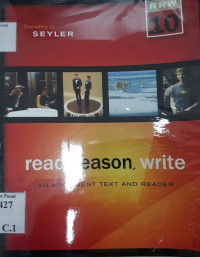 Dorothy U.
SEYLER
RRW
10
read, reason, write
AN ARGUMENT TEXT AND READER
427
C.1